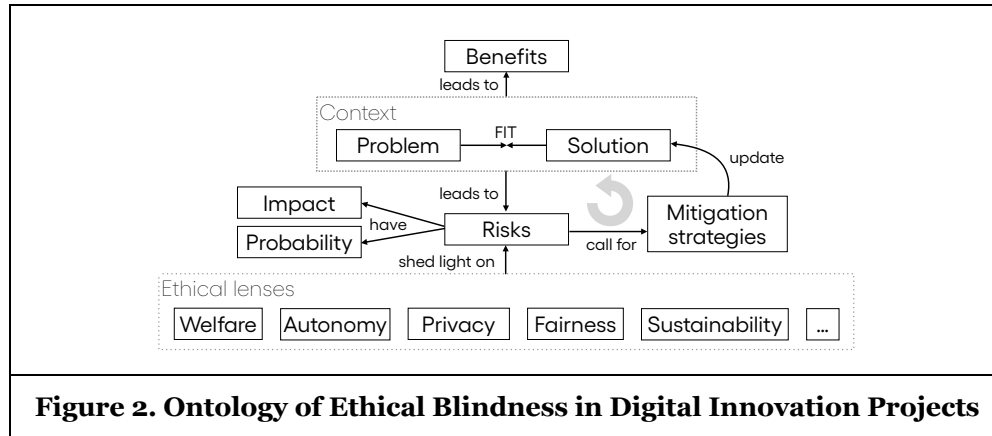 Benefits
leads to
Context
Problem
FIT
Solution
update
leads to
Impact
have
Probability
Risks
call for
Mitigation
strategies
shed light on
Ethical lenses
Welfare
Autonomy
Privacy
Fairness
Sustainability
...
Figure 2. Ontology of Ethical Blindness in Digital Innovation Projects